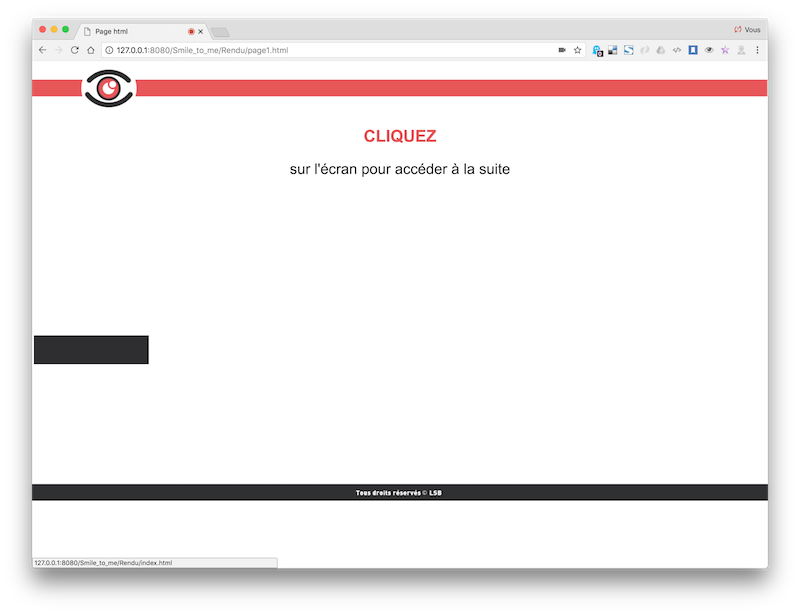 Page html
Vous
127.0.0.1:8080/Smile_to_me/Rendu/page1.html
CLIQUEZ
sur l'écran pour accéder à la suite
Tous droits réservés © LSB
127.0.0.1:8080/Smile_to_me/Rendu/index.html